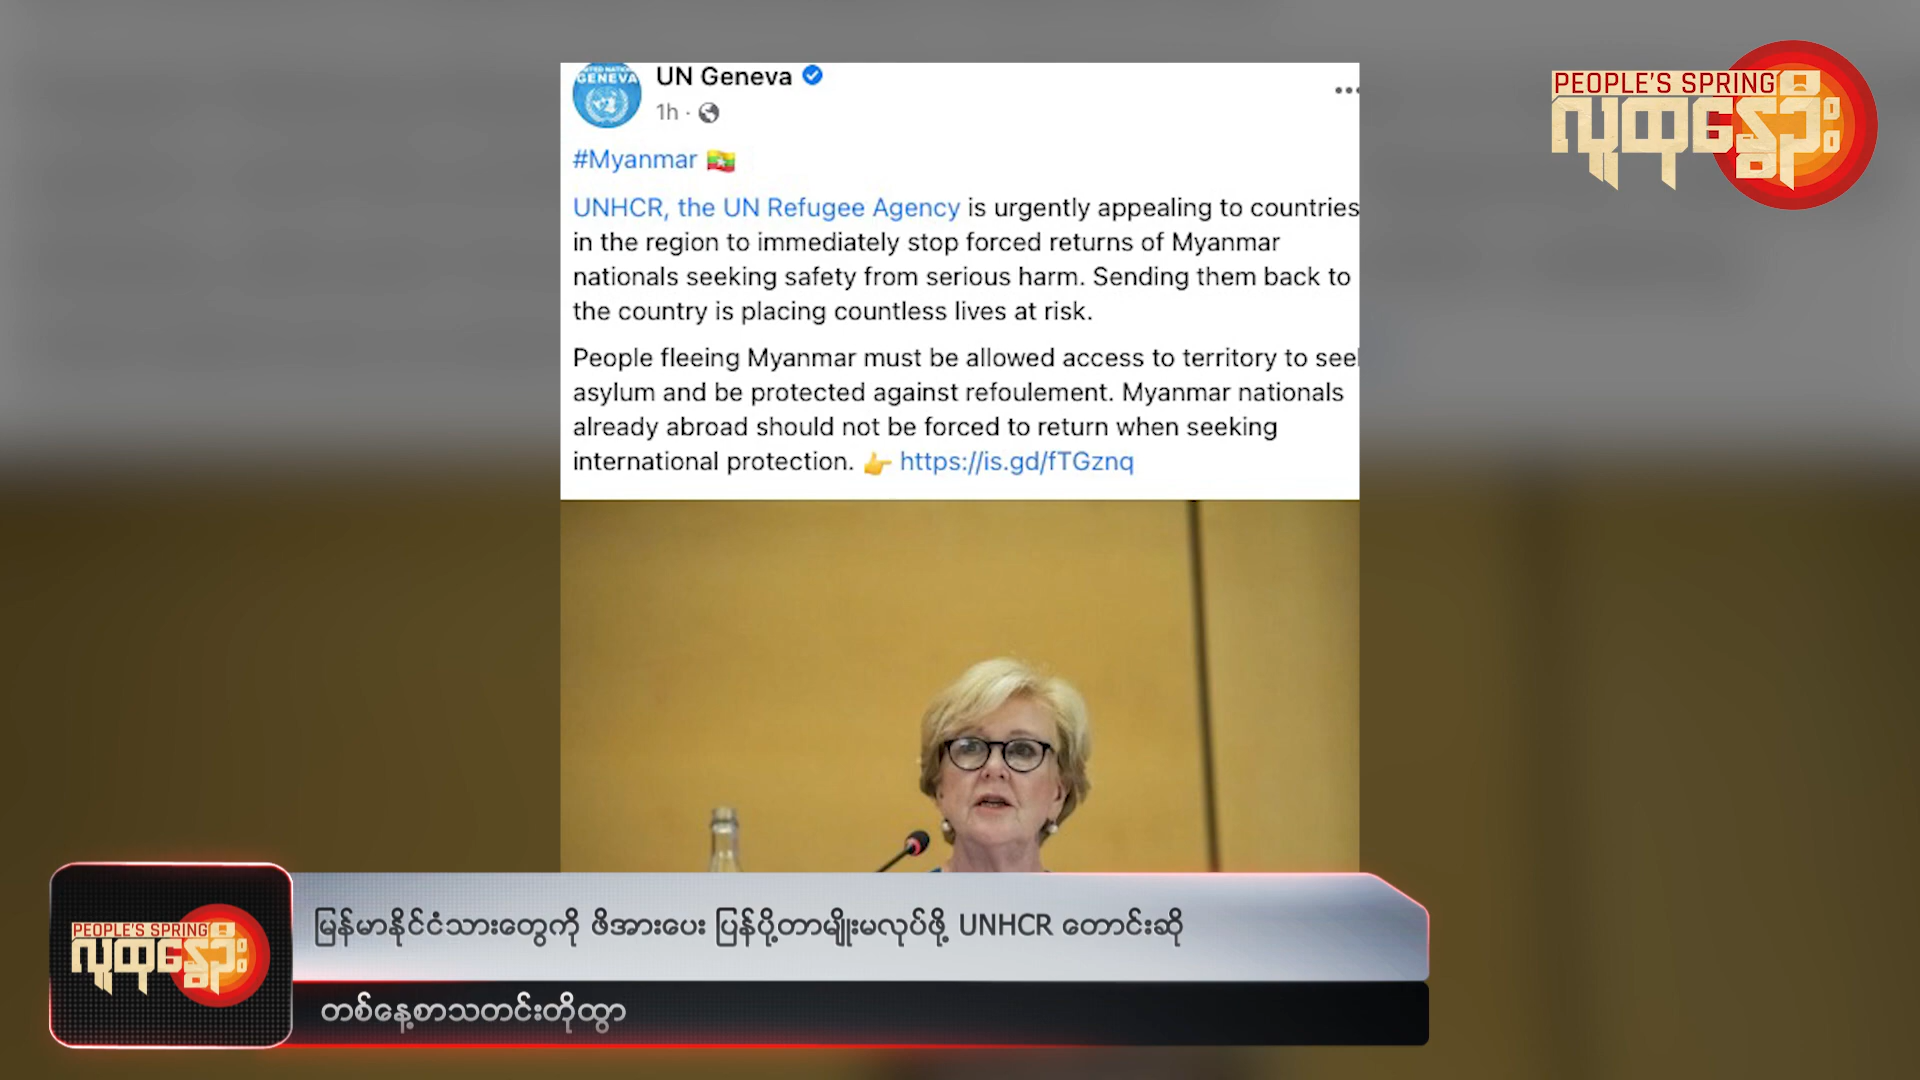 UNITED NATIONS
GENEVA
UN Geneva
1h ·
#Myanmar
UNHCR, the UN Refugee Agency is urgently appealing to countries
in the region to immediately stop forced returns of Myanmar
nationals seeking safety from serious harm. Sending them back to
the country is placing countless lives at risk.
People fleeing Myanmar must be allowed access to territory to see
asylum and be protected against refoulement. Myanmar nationals
already abroad should not be forced to return when seeking
international protection. 👉 https://is.gd/fTGznq
PEOPLE'S SPRING
လူထုနွေဦး
မြန်မာနိုင်ငံသားတွေကို ဖိအားပေး ပြန်ပို့တာမျိုးမလုပ်ဖို့ UNHCR တောင်းဆို
PEOPLE'S SPRING
လူထုနွေဦး
တစ်နေ့စာသတင်းတိုထွာ